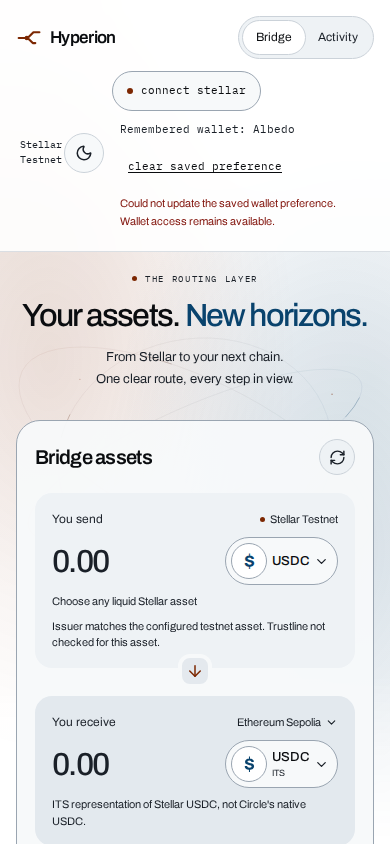 Hyperion
Bridge
Activity
connect stellar
Stellar
Testnet
Remembered wallet: Albedo
clear saved preference
Could not update the saved wallet preference.
Wallet access remains available.
THE ROUTING LAYER
Your assets. New horizons.
From Stellar to your next chain.
One clear route, every step in view.
Bridge assets
You send
Stellar Testnet
0.00
$ USDC
Choose any liquid Stellar asset
Issuer matches the configured testnet asset. Trustline not
checked for this asset.
You receive
Ethereum Sepolia
0.00
$ USDC
ITS
ITS representation of Stellar USDC, not Circle's native
USDC.